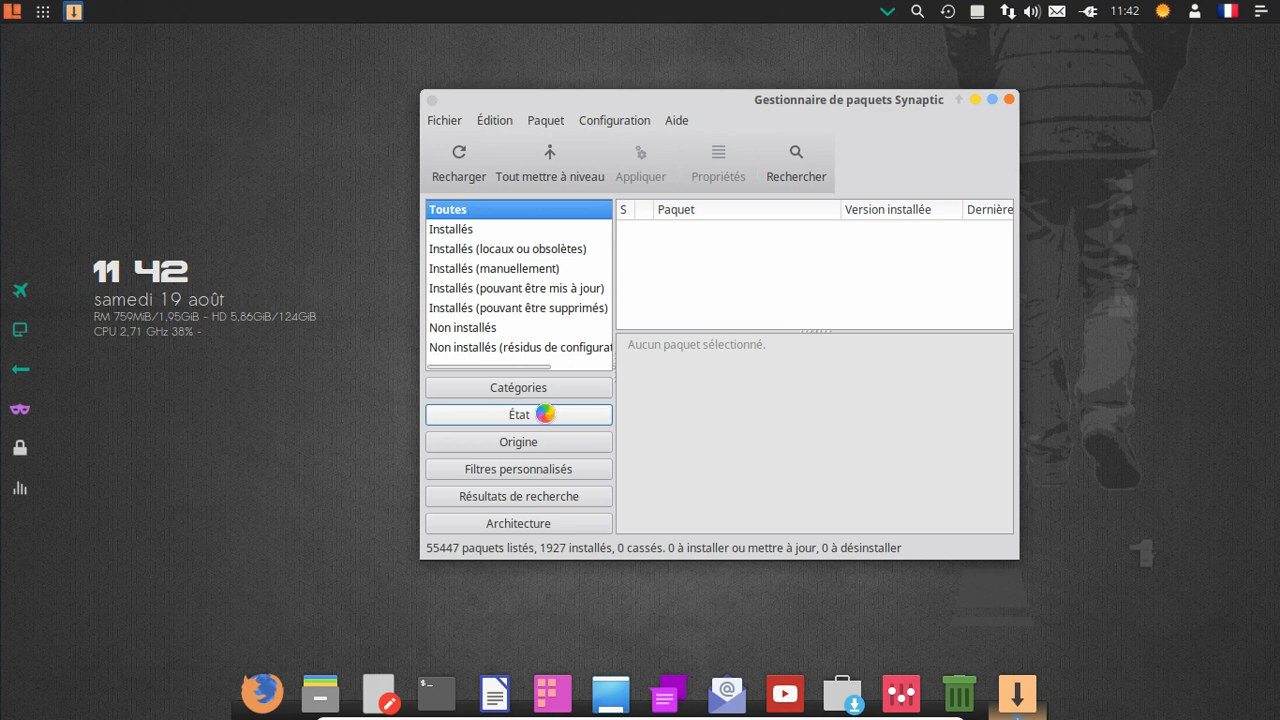 11:42
Gestionnaire de paquets Synaptic
Fichier Édition Paquet Configuration Aide
Recharger Tout mettre à niveau Appliquer Propriétés Rechercher
Toutes
Installés
Installés (locaux ou obsolètes)
Installés (manuellement)
Installés (pouvant être mis à jour)
Installés (pouvant être supprimés)
Non installés
Non installés (résidus de configurat
S Paquet Version installée Dernière
Aucun paquet sélectionné.
Catégories
État
Origine
Filtres personnalisés
Résultats de recherche
Architecture
55447 paquets listés, 1927 installés, 0 cassés. 0 à installer ou mettre à jour, 0 à désinstaller
11 42
samedi 19 août
RM 759MiB/1,95GiB - HD 5,86GiB/124GiB
CPU 2,71 GHz 38% -
1